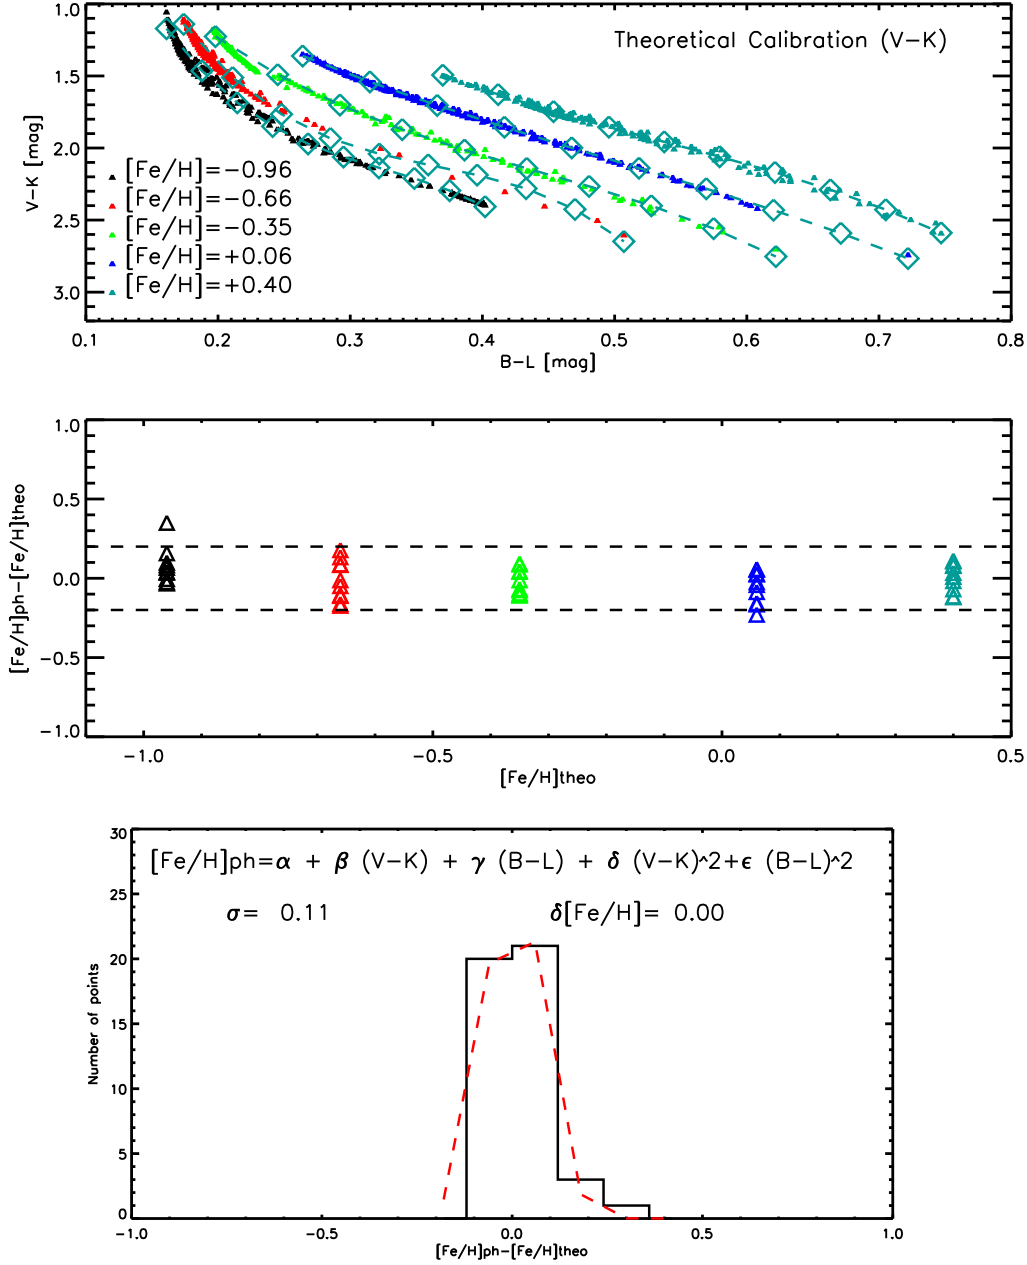 Theoretical Calibration (V−K)
1.0
1.5
2.0
2.5
3.0
V−K [mag]
[Fe/H]=−0.96
[Fe/H]=−0.66
[Fe/H]=−0.35
[Fe/H]=+0.06
[Fe/H]=+0.40
0.1 0.2 0.3 0.4 0.5 0.6 0.7 0.8
B−L [mag]
1.0
0.5
0.0
−0.5
−1.0
[Fe/H]ph−[Fe/H]theo
−1.0 −0.5 0.0 0.5
[Fe/H]theo
30
25
20
15
10
5
0
Number of points
[Fe/H]ph=α + β (V−K) + γ (B−L) + δ (V−K)^2+ϵ (B−L)^2
σ= 0.11 δ[Fe/H]= 0.00
−1.0 −0.5 0.0 0.5 1.0
[Fe/H]ph−[Fe/H]theo